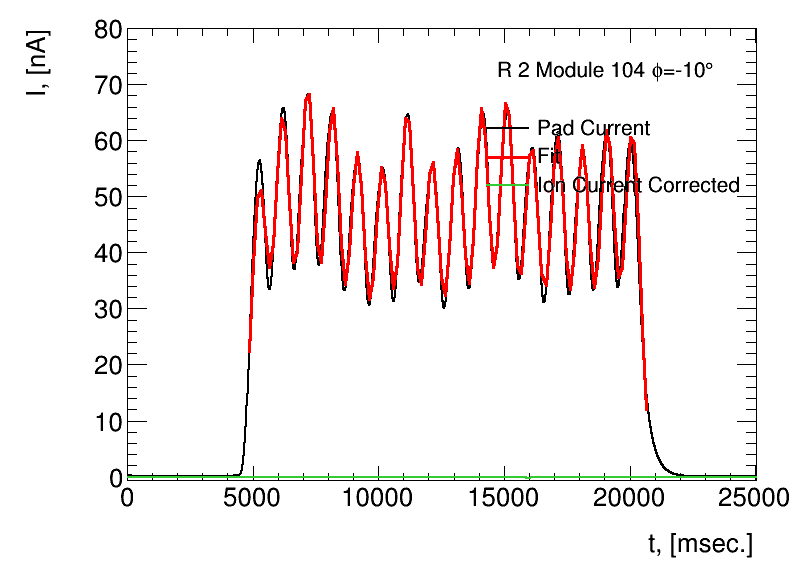 I, [nA]
80
70
60
50
40
30
20
10
0
R 2 Module 104 ϕ=-10°
Pad Current
Fit
Ion Current Corrected
0 5000 10000 15000 20000 25000
t, [msec.]